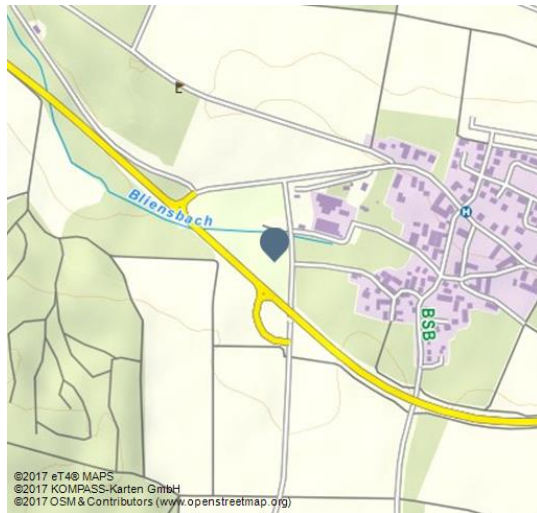 Bliensbach
H
BSB
©2017 eT4® MAPS
©2017 KOMPASS-Karten GmbH
©2017 OSM & Contributors (www.openstreetmap.org)